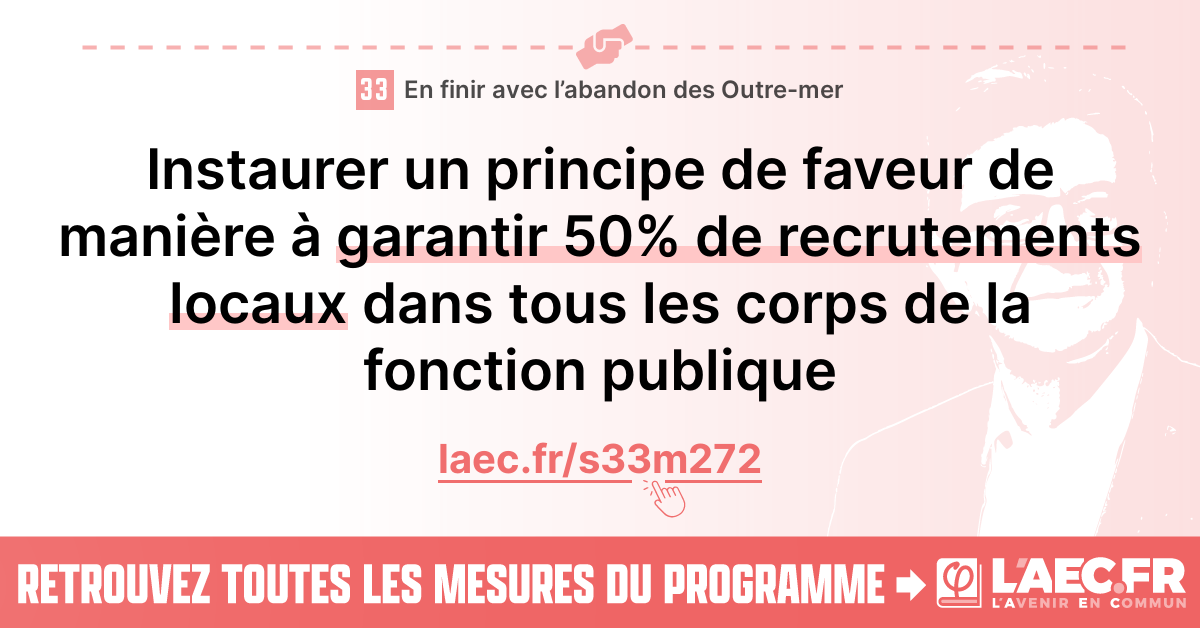 33 En finir avec l’abandon des Outre-mer
Instaurer un principe de faveur de
manière à garantir 50% de recrutements
locaux dans tous les corps de la
fonction publique
laec.fr/s33m272
RETROUVEZ TOUTES LES MESURES DU PROGRAMME
φ L'AEC.FR
L'AVENIR EN COMMUN